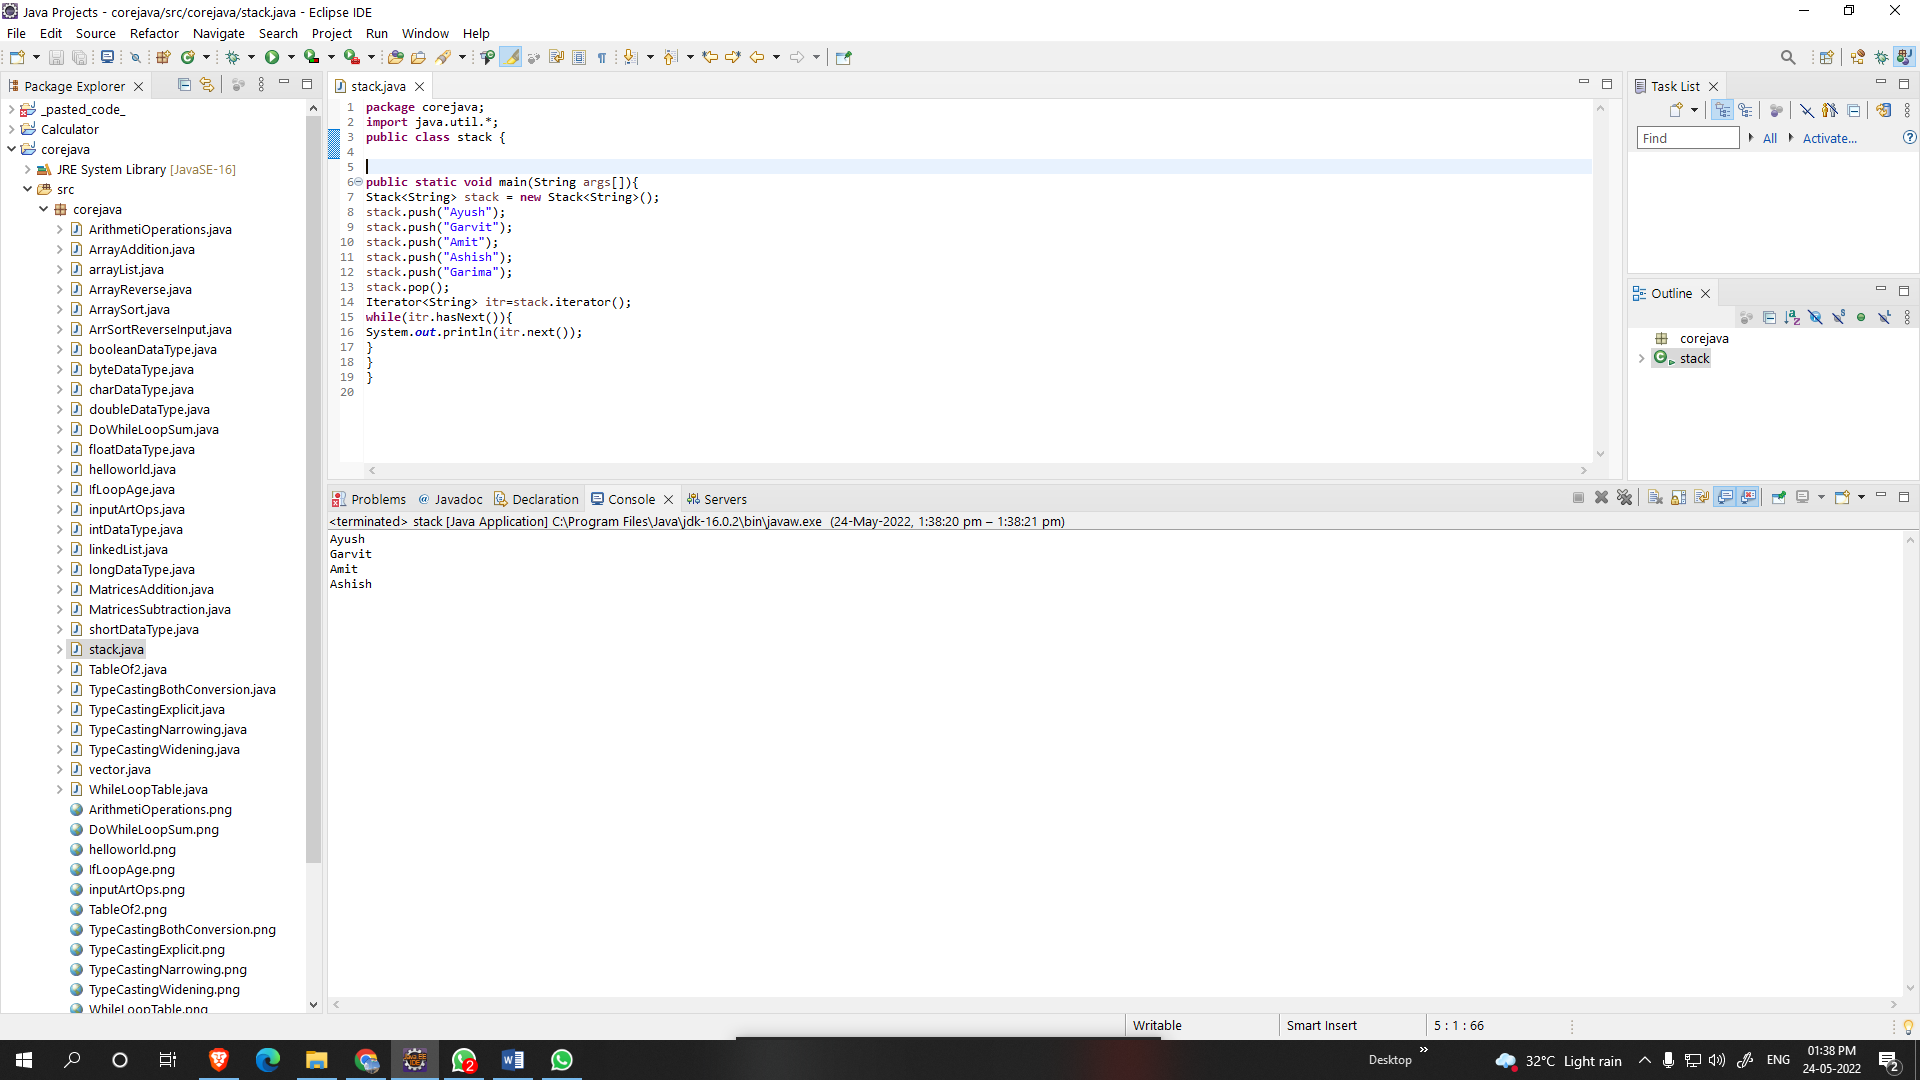 Java Projects - corejava/src/corejava/stack.java - Eclipse IDE
File Edit Source Refactor Navigate Search Project Run Window Help
Package Explorer
_pasted_code_
Calculator
corejava
JRE System Library [JavaSE-16]
src
corejava
ArithmetiOperations.java
ArrayAddition.java
arrayList.java
ArrayReverse.java
ArraySort.java
ArrSortReverseInput.java
booleanDataType.java
byteDataType.java
charDataType.java
doubleDataType.java
DoWhileLoopSum.java
floatDataType.java
helloworld.java
IfLoopAge.java
inputArtOps.java
intDataType.java
linkedList.java
longDataType.java
MatricesAddition.java
MatricesSubtraction.java
shortDataType.java
stack.java
TableOf2.java
TypeCastingBothConversion.java
TypeCastingExplicit.java
TypeCastingNarrowing.java
TypeCastingWidening.java
vector.java
WhileLoopTable.java
ArithmetiOperations.png
DoWhileLoopSum.png
helloworld.png
IfLoopAge.png
inputArtOps.png
TableOf2.png
TypeCastingBothConversion.png
TypeCastingExplicit.png
TypeCastingNarrowing.png
TypeCastingWidening.png
WhileLoopTable.png
stack.java
1 package corejava;
2 import java.util.*;
3 public class stack {
4
5
6 public static void main(String args[]){
7 Stack<String> stack = new Stack<String>();
8 stack.push("Ayush");
9 stack.push("Garvit");
10 stack.push("Amit");
11 stack.push("Ashish");
12 stack.push("Garima");
13 stack.pop();
14 Iterator<String> itr=stack.iterator();
15 while(itr.hasNext()){
16 System.out.println(itr.next());
17 }
18 }
19 }
20
Task List
Find All Activate...
Outline
corejava
stack
Problems @ Javadoc Declaration Console Servers
<terminated> stack [Java Application] C:\Program Files\Java\jdk-16.0.2\bin\javaw.exe (24-May-2022, 1:38:20 pm – 1:38:21 pm)
Ayush
Garvit
Amit
Ashish
Writable Smart Insert 5 : 1 : 66
Desktop 32°C Light rain ENG 01:38 PM
24-05-2022